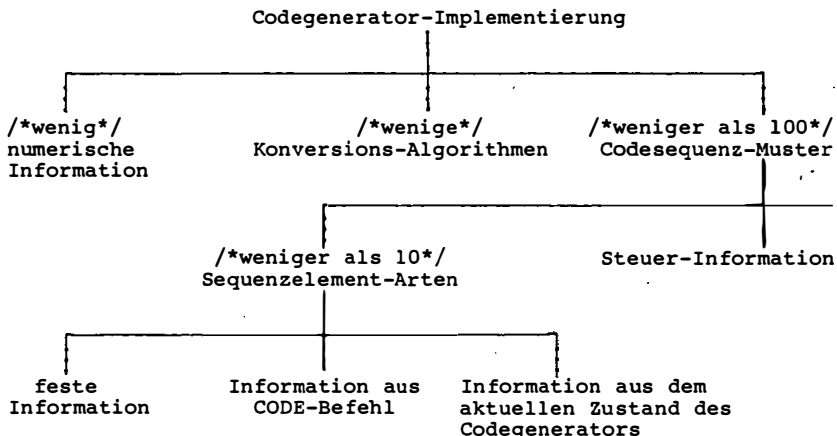 Codegenerator-Implementierung
/*wenig*/
numerische
Information
/*wenige*/
Konversions-Algorithmen
/*weniger als 100*/
Codesequenz-Muster
/*weniger als 10*/
Sequenzelement-Arten
Steuer-Information
feste
Information
Information aus
CODE-Befehl
Information aus dem
aktuellen Zustand des
Codegenerators